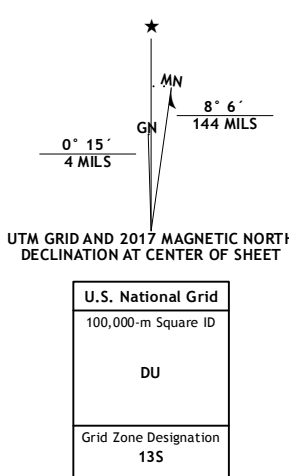 ★
MN
GN
8° 6´
144 MILS
0° 15´
4 MILS
UTM GRID AND 2017 MAGNETIC NORTH
DECLINATION AT CENTER OF SHEET
U.S. National Grid
100,000-m Square ID
DU
Grid Zone Designation
13S